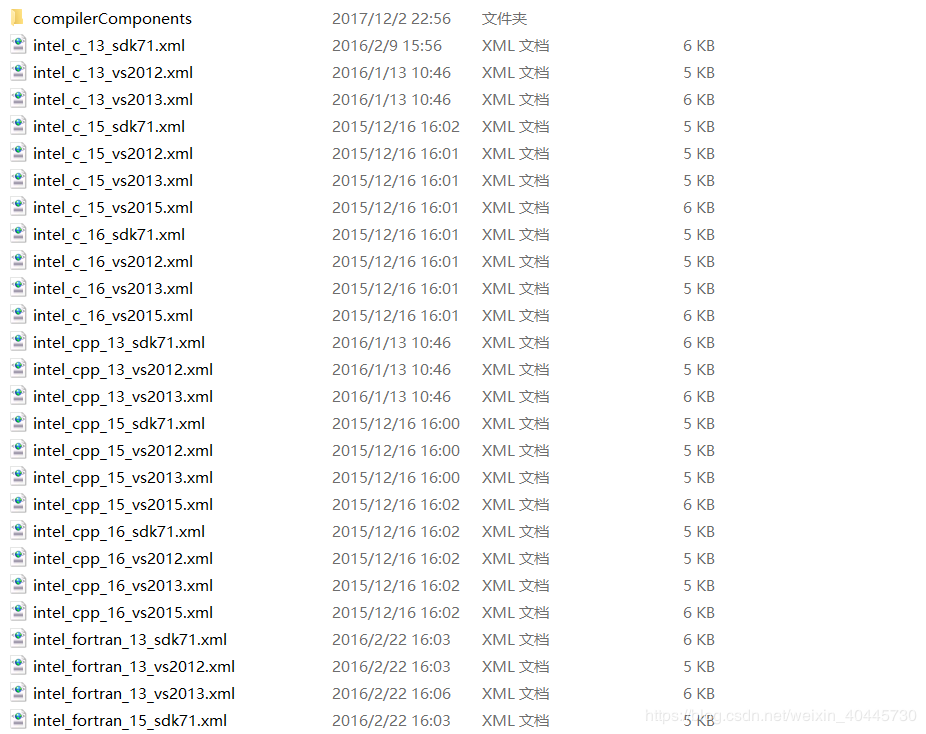 compilerComponents 2017/12/2 22:56 文件夹
intel_c_13_sdk71.xml 2016/2/9 15:56 XML 文档 6 KB
intel_c_13_vs2012.xml 2016/1/13 10:46 XML 文档 5 KB
intel_c_13_vs2013.xml 2016/1/13 10:46 XML 文档 6 KB
intel_c_15_sdk71.xml 2015/12/16 16:02 XML 文档 5 KB
intel_c_15_vs2012.xml 2015/12/16 16:01 XML 文档 5 KB
intel_c_15_vs2013.xml 2015/12/16 16:01 XML 文档 5 KB
intel_c_15_vs2015.xml 2015/12/16 16:01 XML 文档 6 KB
intel_c_16_sdk71.xml 2015/12/16 16:01 XML 文档 5 KB
intel_c_16_vs2012.xml 2015/12/16 16:01 XML 文档 5 KB
intel_c_16_vs2013.xml 2015/12/16 16:01 XML 文档 5 KB
intel_c_16_vs2015.xml 2015/12/16 16:01 XML 文档 6 KB
intel_cpp_13_sdk71.xml 2016/1/13 10:46 XML 文档 6 KB
intel_cpp_13_vs2012.xml 2016/1/13 10:46 XML 文档 5 KB
intel_cpp_13_vs2013.xml 2016/1/13 10:46 XML 文档 6 KB
intel_cpp_15_sdk71.xml 2015/12/16 16:00 XML 文档 5 KB
intel_cpp_15_vs2012.xml 2015/12/16 16:00 XML 文档 5 KB
intel_cpp_15_vs2013.xml 2015/12/16 16:00 XML 文档 6 KB
intel_cpp_15_vs2015.xml 2015/12/16 16:02 XML 文档 6 KB
intel_cpp_16_sdk71.xml 2015/12/16 16:02 XML 文档 5 KB
intel_cpp_16_vs2012.xml 2015/12/16 16:02 XML 文档 5 KB
intel_cpp_16_vs2013.xml 2015/12/16 16:02 XML 文档 6 KB
intel_cpp_16_vs2015.xml 2015/12/16 16:02 XML 文档 6 KB
intel_fortran_13_sdk71.xml 2016/2/22 16:03 XML 文档 6 KB
intel_fortran_13_vs2012.xml 2016/2/22 16:03 XML 文档 5 KB
intel_fortran_13_vs2013.xml 2016/2/22 16:06 XML 文档 6 KB
intel_fortran_15_sdk71.xml 2016/2/22 16:03 XML 文档 5 KB
https://blog.csdn.net/weixin_40445730